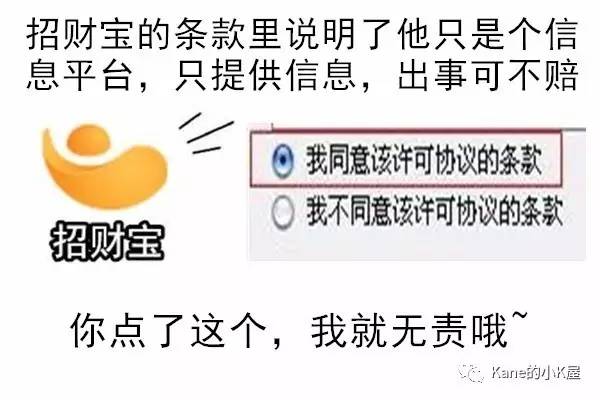 招财宝的条款里说明了他只是个信
息平台，只提供信息，出事可不赔
我同意该许可协议的条款
我不同意该许可协议的条款
招财宝
你点了这个，我就无责哦~
Kane的小K屋